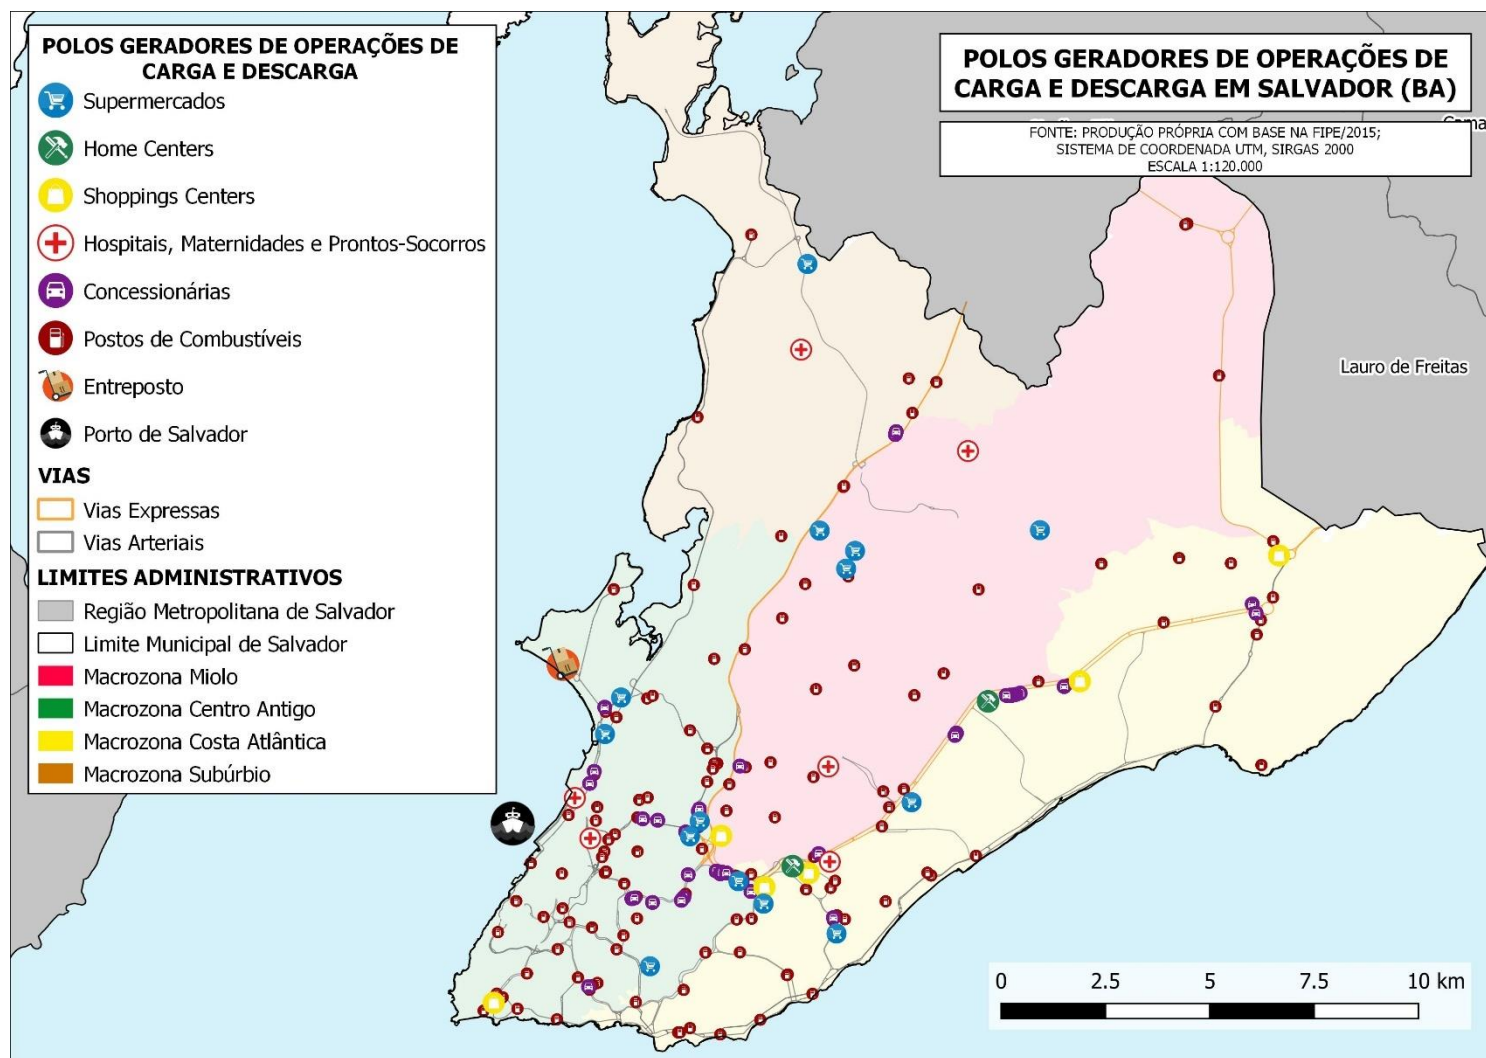 POLOS GERADORES DE OPERAÇÕES DE
CARGA E DESCARGA
Supermercados
Home Centers
Shoppings Centers
Hospitais, Maternidades e Prontos-Socorros
Concessionárias
Postos de Combustíveis
Entreposto
Porto de Salvador
VIAS
Vias Expressas
Vias Arteriais
LIMITES ADMINISTRATIVOS
Região Metropolitana de Salvador
Limite Municipal de Salvador
Macrozona Miolo
Macrozona Centro Antigo
Macrozona Costa Atlântica
Macrozona Subúrbio
POLOS GERADORES DE OPERAÇÕES DE
CARGA E DESCARGA EM SALVADOR (BA)
FONTE: PRODUÇÃO PRÓPRIA COM BASE NA FIPE/2015;
SISTEMA DE COORDENADA UTM, SIRGAS 2000
ESCALA 1:120.000
Lauro de Freitas
0 2.5 5 7.5 10 km